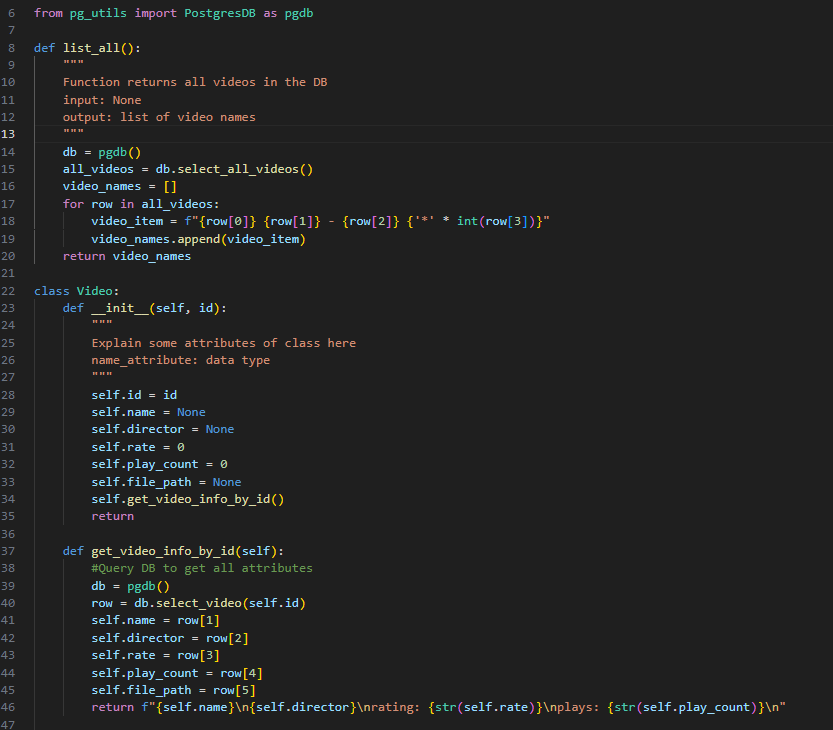 6 from pg_utils import PostgresDB as pgdb
7
8 def list_all():
9     """
10     Function returns all videos in the DB
11     input: None
12     output: list of video names
13     """
14     db = pgdb()
15     all_videos = db.select_all_videos()
16     video_names = []
17     for row in all_videos:
18         video_item = f"{row[0]} {row[1]} - {row[2]} {'*' * int(row[3])}"
19         video_names.append(video_item)
20     return video_names
21
22 class Video:
23     def __init__(self, id):
24         """
25         Explain some attributes of class here
26         name_attribute: data type
27         """
28         self.id = id
29         self.name = None
30         self.director = None
31         self.rate = 0
32         self.play_count = 0
33         self.file_path = None
34         self.get_video_info_by_id()
35         return
36
37     def get_video_info_by_id(self):
38         #Query DB to get all attributes
39         db = pgdb()
40         row = db.select_video(self.id)
41         self.name = row[1]
42         self.director = row[2]
43         self.rate = row[3]
44         self.play_count = row[4]
45         self.file_path = row[5]
46         return f"{self.name}\n{self.director}\nrating: {str(self.rate)}\nplays: {str(self.play_count)}\n"
47